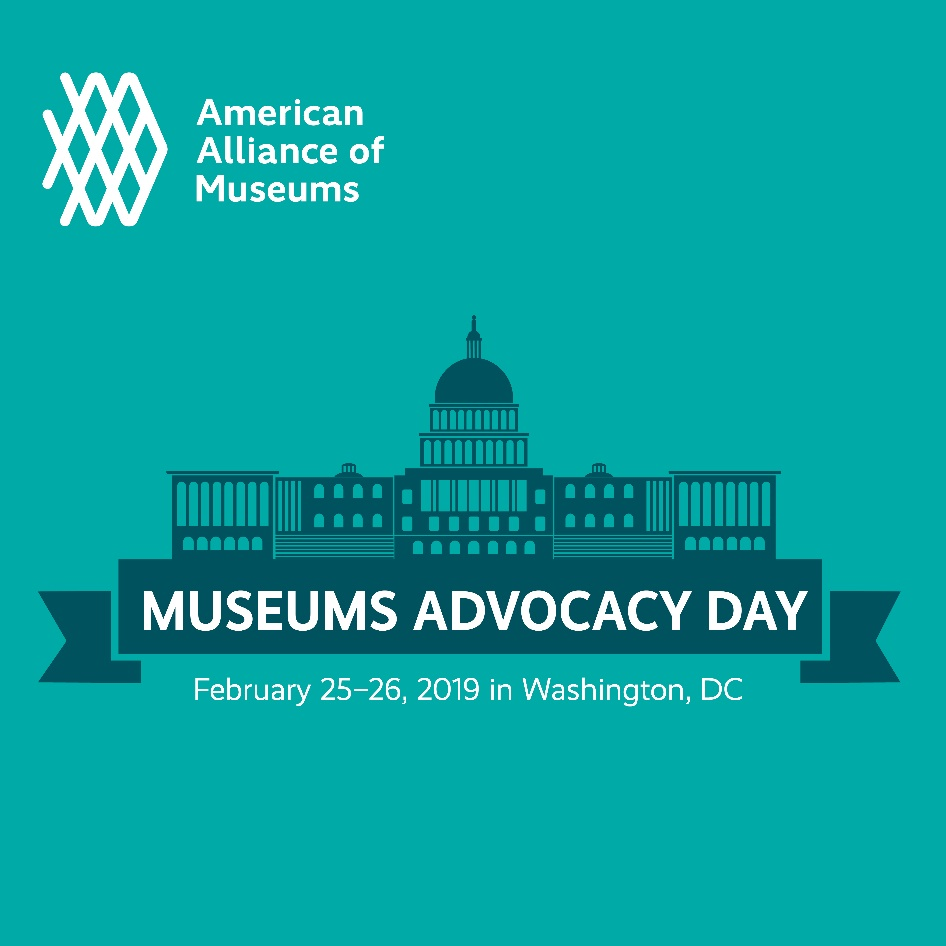 American
Alliance of
Museums
MUSEUMS ADVOCACY DAY
February 25–26, 2019 in Washington, DC